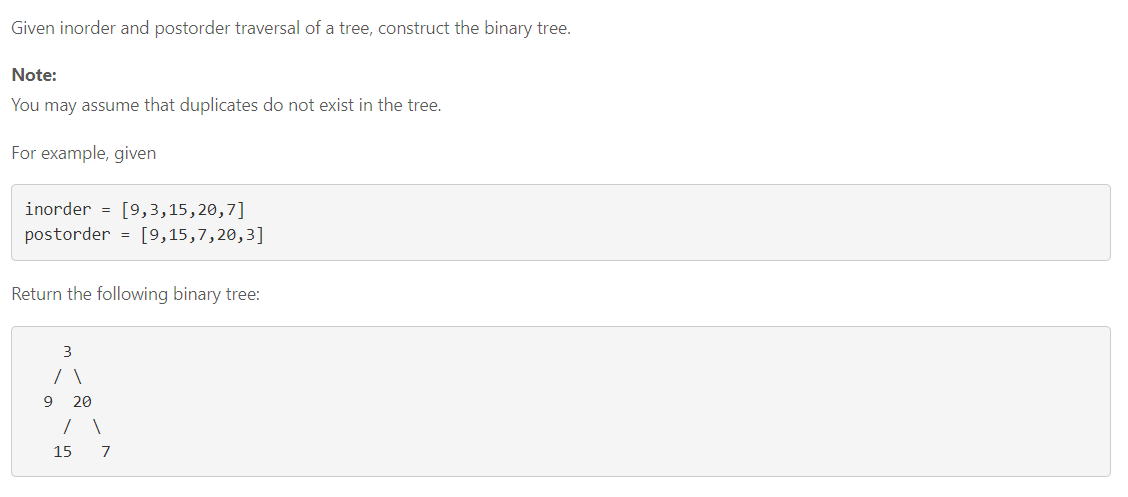 Given inorder and postorder traversal of a tree, construct the binary tree.
Note:
You may assume that duplicates do not exist in the tree.
For example, given
inorder = [9,3,15,20,7]
postorder = [9,15,7,20,3]
Return the following binary tree:
    3
   / \
  9  20
    /  \
   15   7